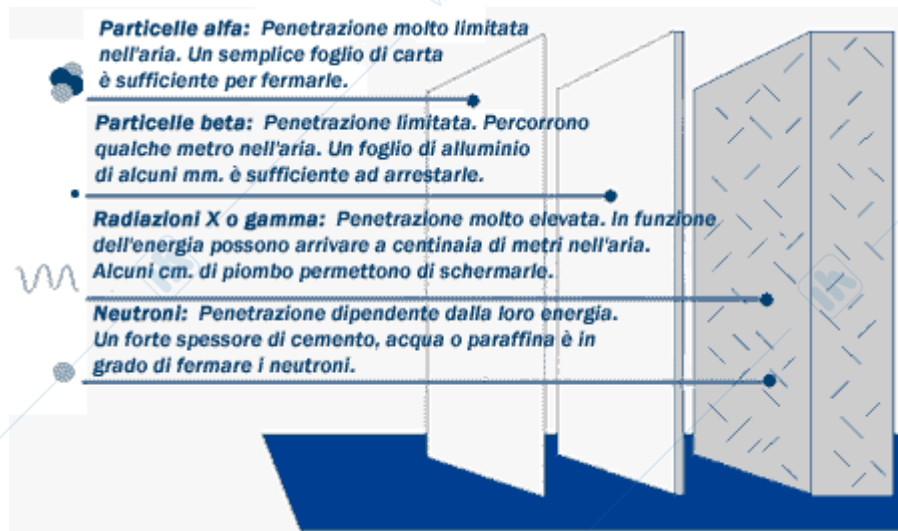 Particelle alfa: Penetrazione molto limitata
nell'aria. Un semplice foglio di carta
è sufficiente per fermarle.
Particelle beta: Penetrazione limitata. Percorrono
qualche metro nell'aria. Un foglio di alluminio
di alcuni mm. è sufficiente ad arrestarle.
Radiazioni X o gamma: Penetrazione molto elevata. In funzione
dell'energia possono arrivare a centinaia di metri nell'aria.
Alcuni cm. di piombo permettono di schermarle.
Neutroni: Penetrazione dipendente dalla loro energia.
Un forte spessore di cemento, acqua o paraffina è in
grado di fermare i neutroni.